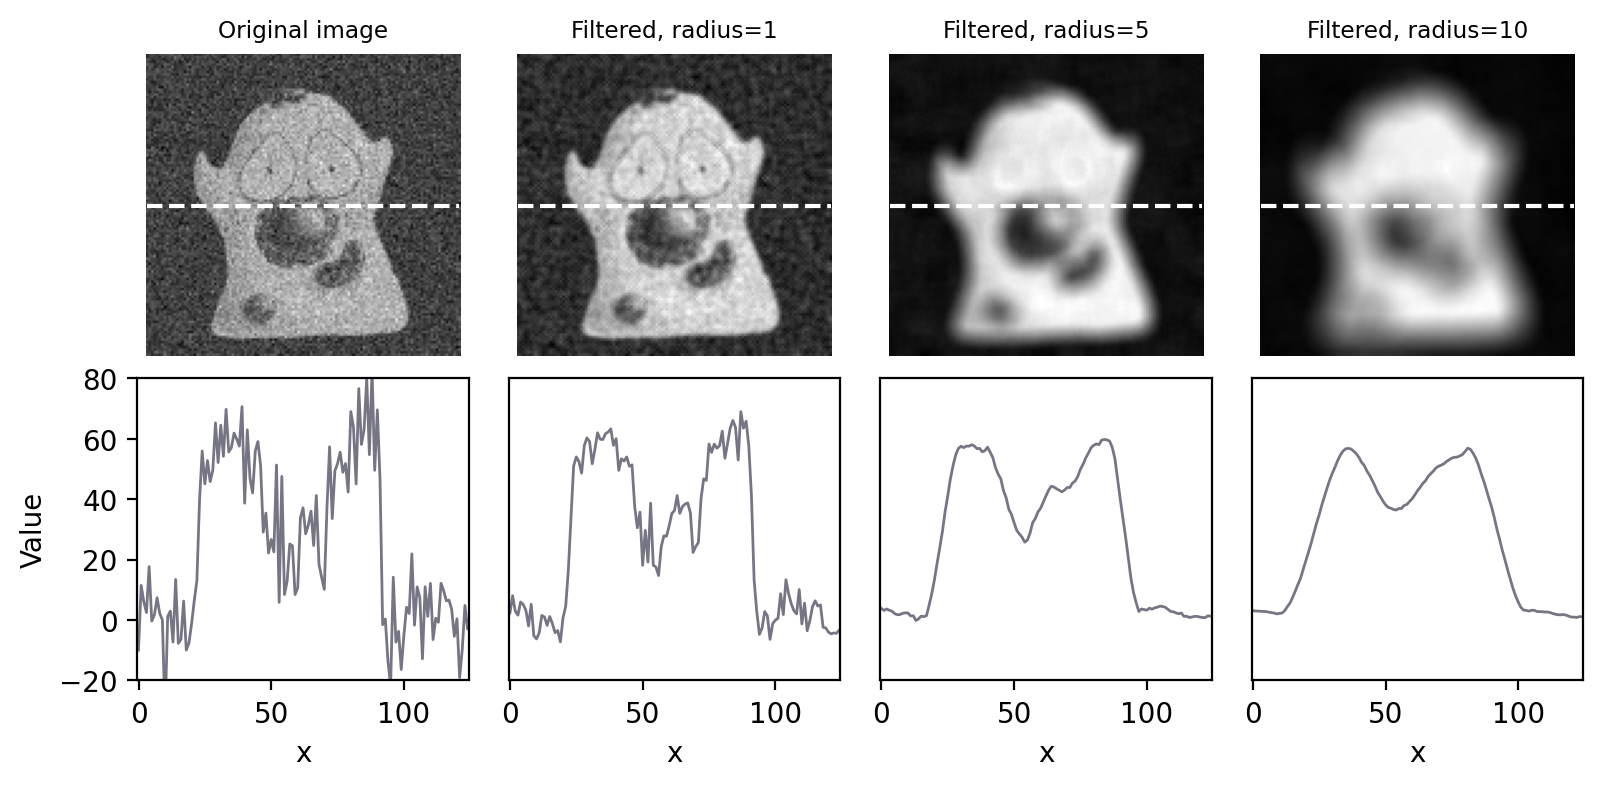 Original image
Filtered, radius=1
Filtered, radius=5
Filtered, radius=10
80
60
40
20
0
−20
Value
0 50 100
0 50 100
0 50 100
0 50 100
x
x
x
x